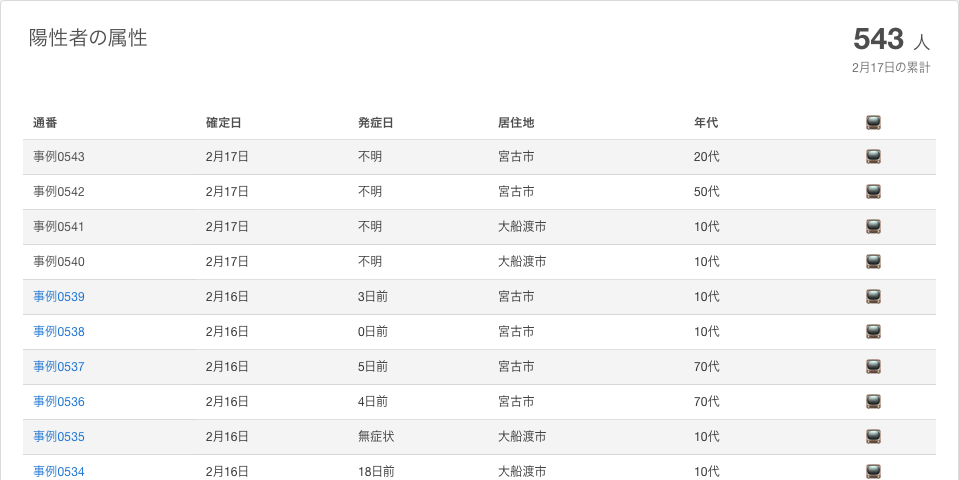 陽性者の属性
543 人
2月17日の累計
通番 確定日 発症日 居住地 年代
事例0543 2月17日 不明 宮古市 20代
事例0542 2月17日 不明 宮古市 50代
事例0541 2月17日 不明 大船渡市 10代
事例0540 2月17日 不明 大船渡市 10代
事例0539 2月16日 3日前 宮古市 10代
事例0538 2月16日 0日前 宮古市 10代
事例0537 2月16日 5日前 宮古市 70代
事例0536 2月16日 4日前 宮古市 70代
事例0535 2月16日 無症状 大船渡市 10代
事例0534 2月16日 18日前 大船渡市 10代